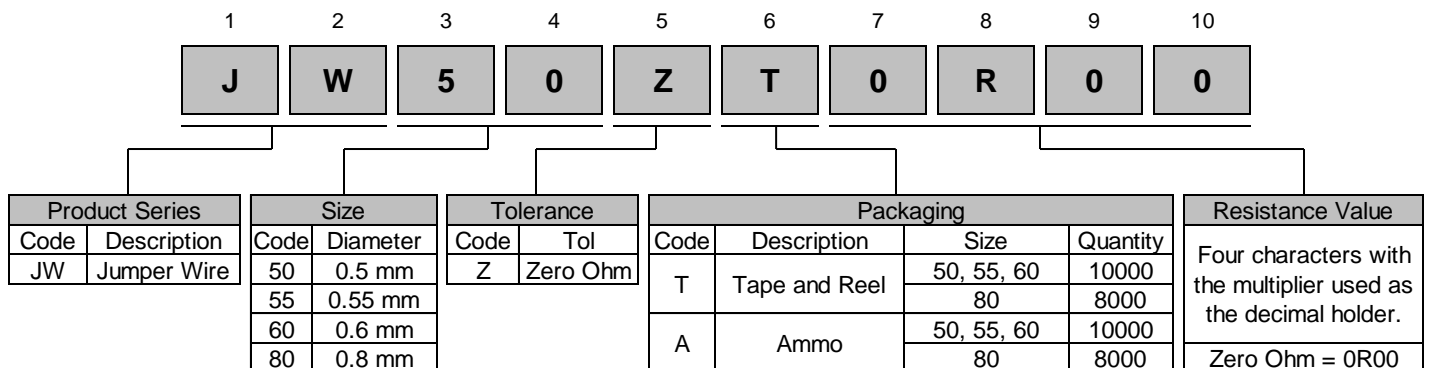 1 2 3 4 5 6 7 8 9 10
J W 5 0 Z T 0 R 0 0
Product Series
Code Description
JW Jumper Wire
Size
Code Diameter
50 0.5 mm
55 0.55 mm
60 0.6 mm
80 0.8 mm
Tolerance
Code Tol
Z Zero Ohm
Packaging
Code Description Size Quantity
T Tape and Reel 50, 55, 60 10000
80 8000
A Ammo 50, 55, 60 10000
80 8000
Resistance Value
Four characters with
the multiplier used as
the decimal holder.
Zero Ohm = 0R00